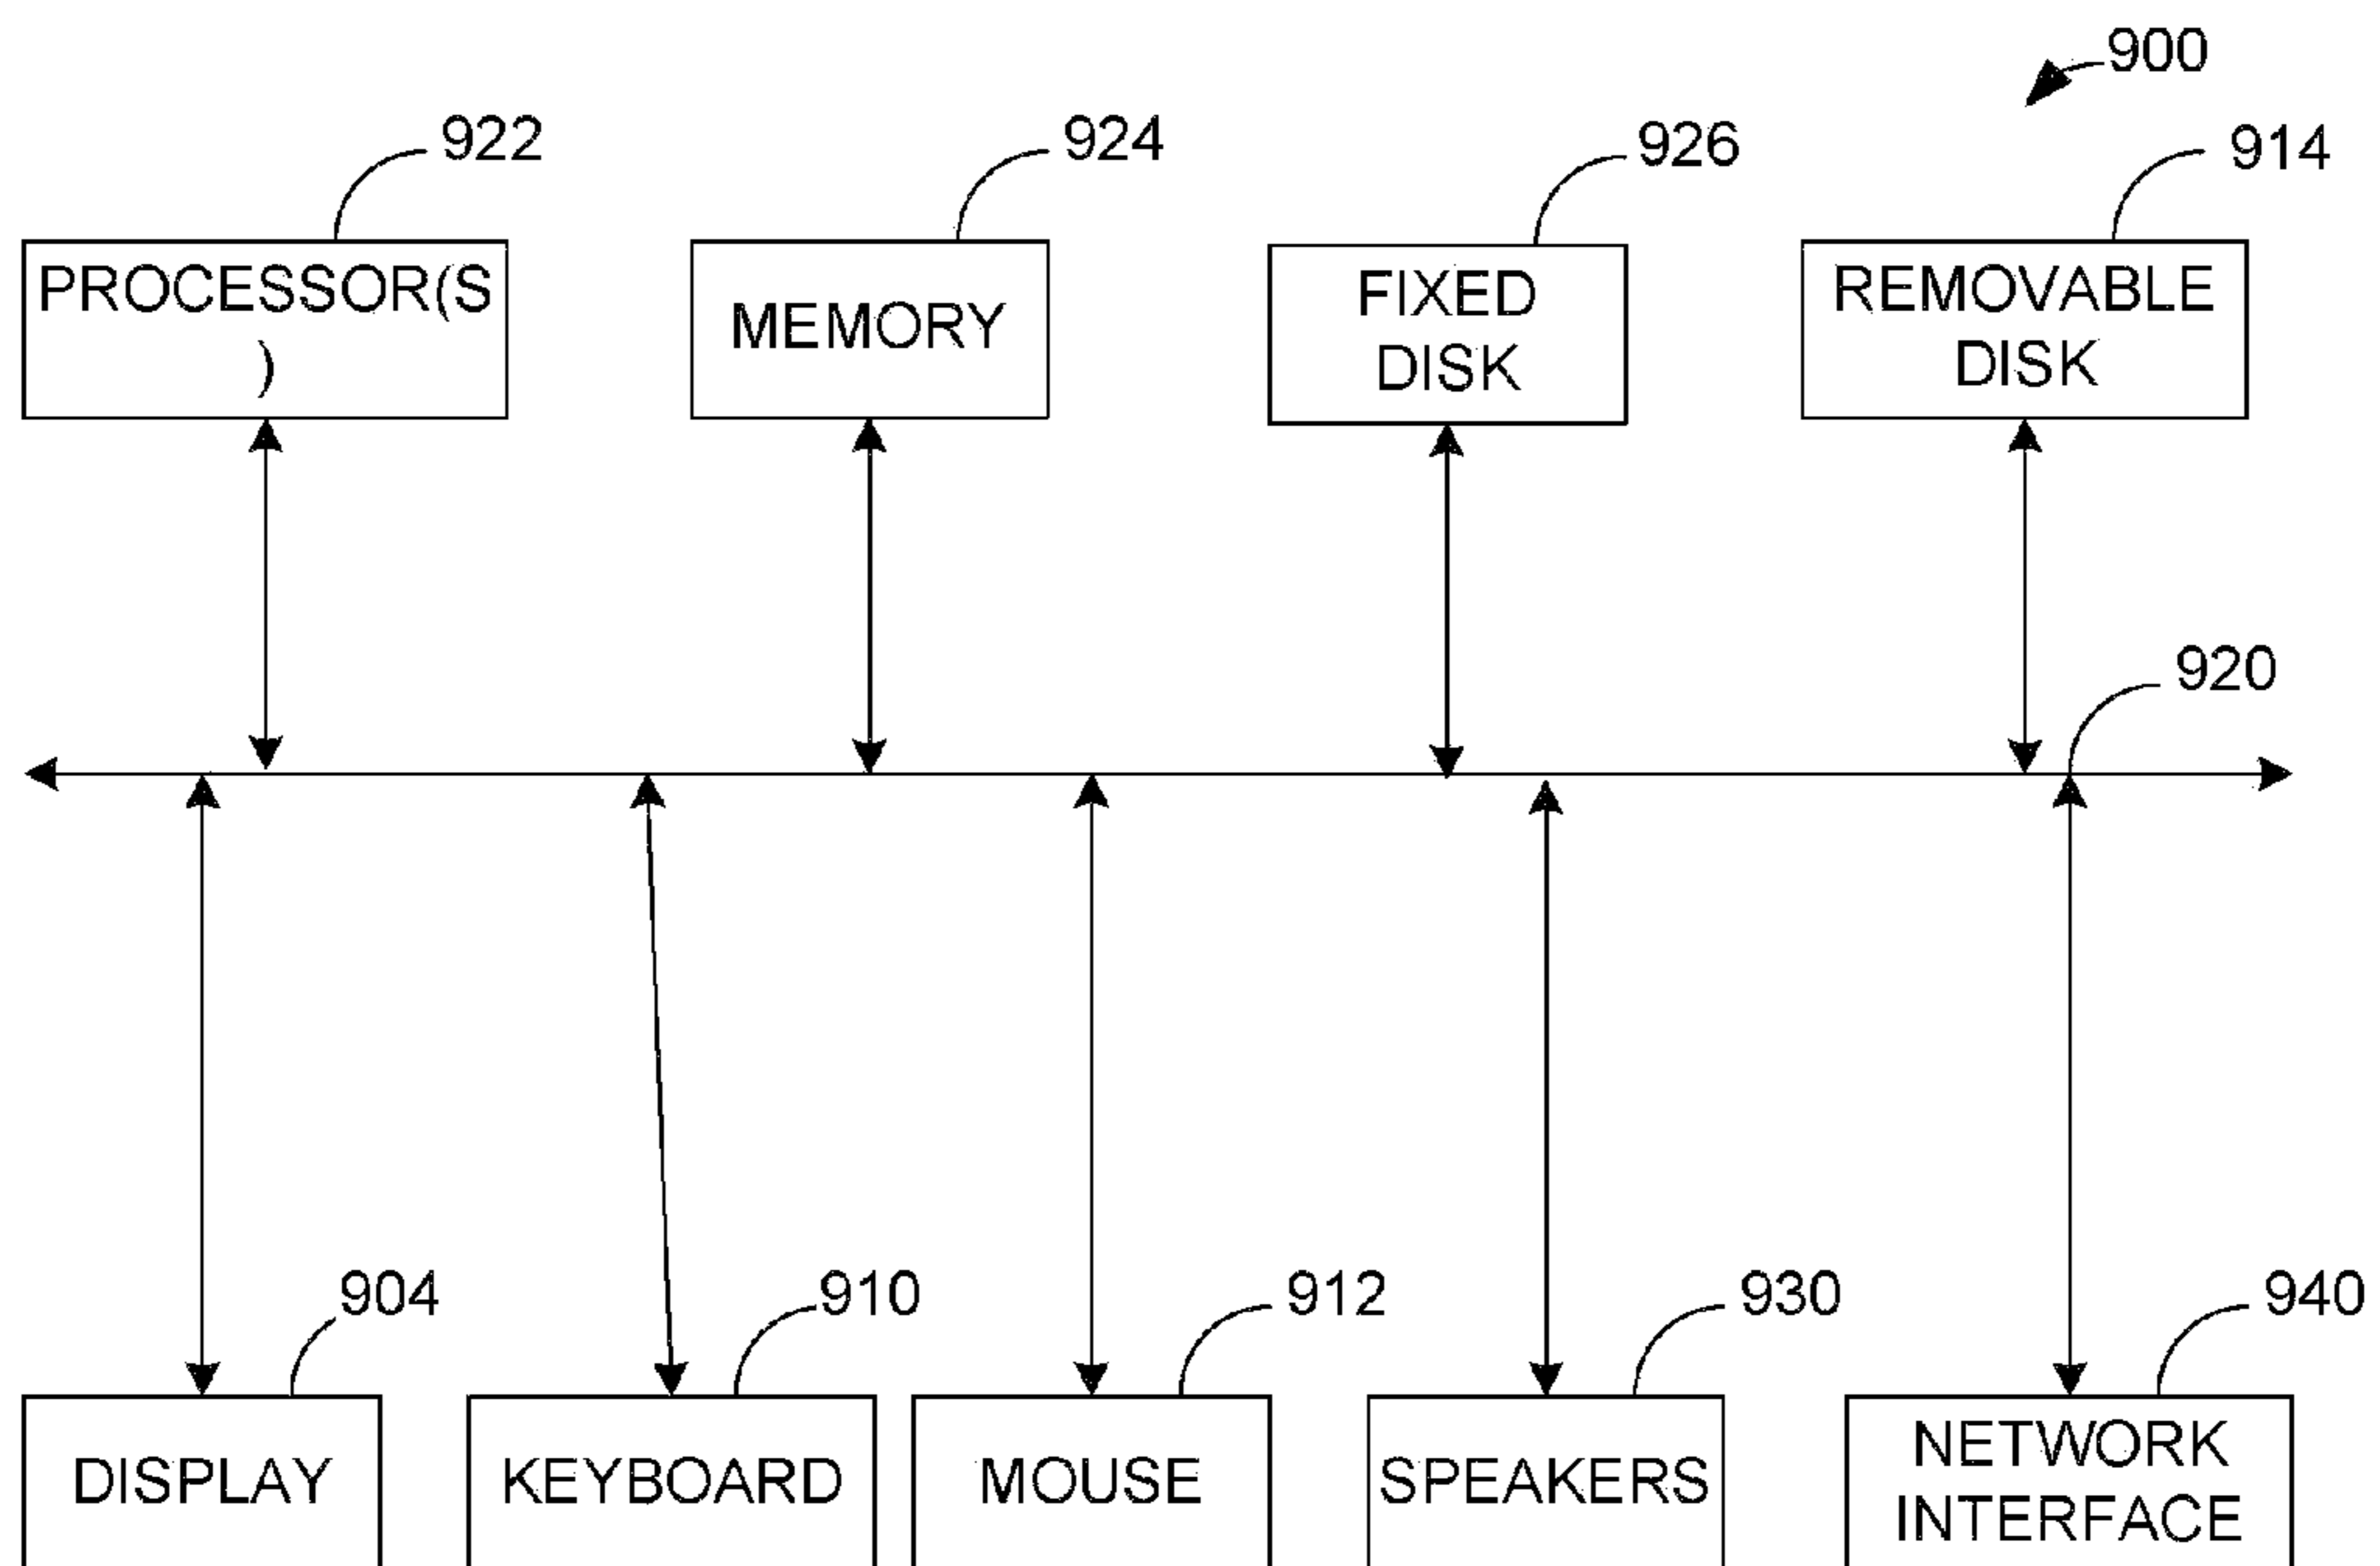 900
922
924
926
914
PROCESSOR(S
)
MEMORY
FIXED
DISK
REMOVABLE
DISK
920
904
910
912
930
940
DISPLAY
KEYBOARD
MOUSE
SPEAKERS
NETWORK
INTERFACE